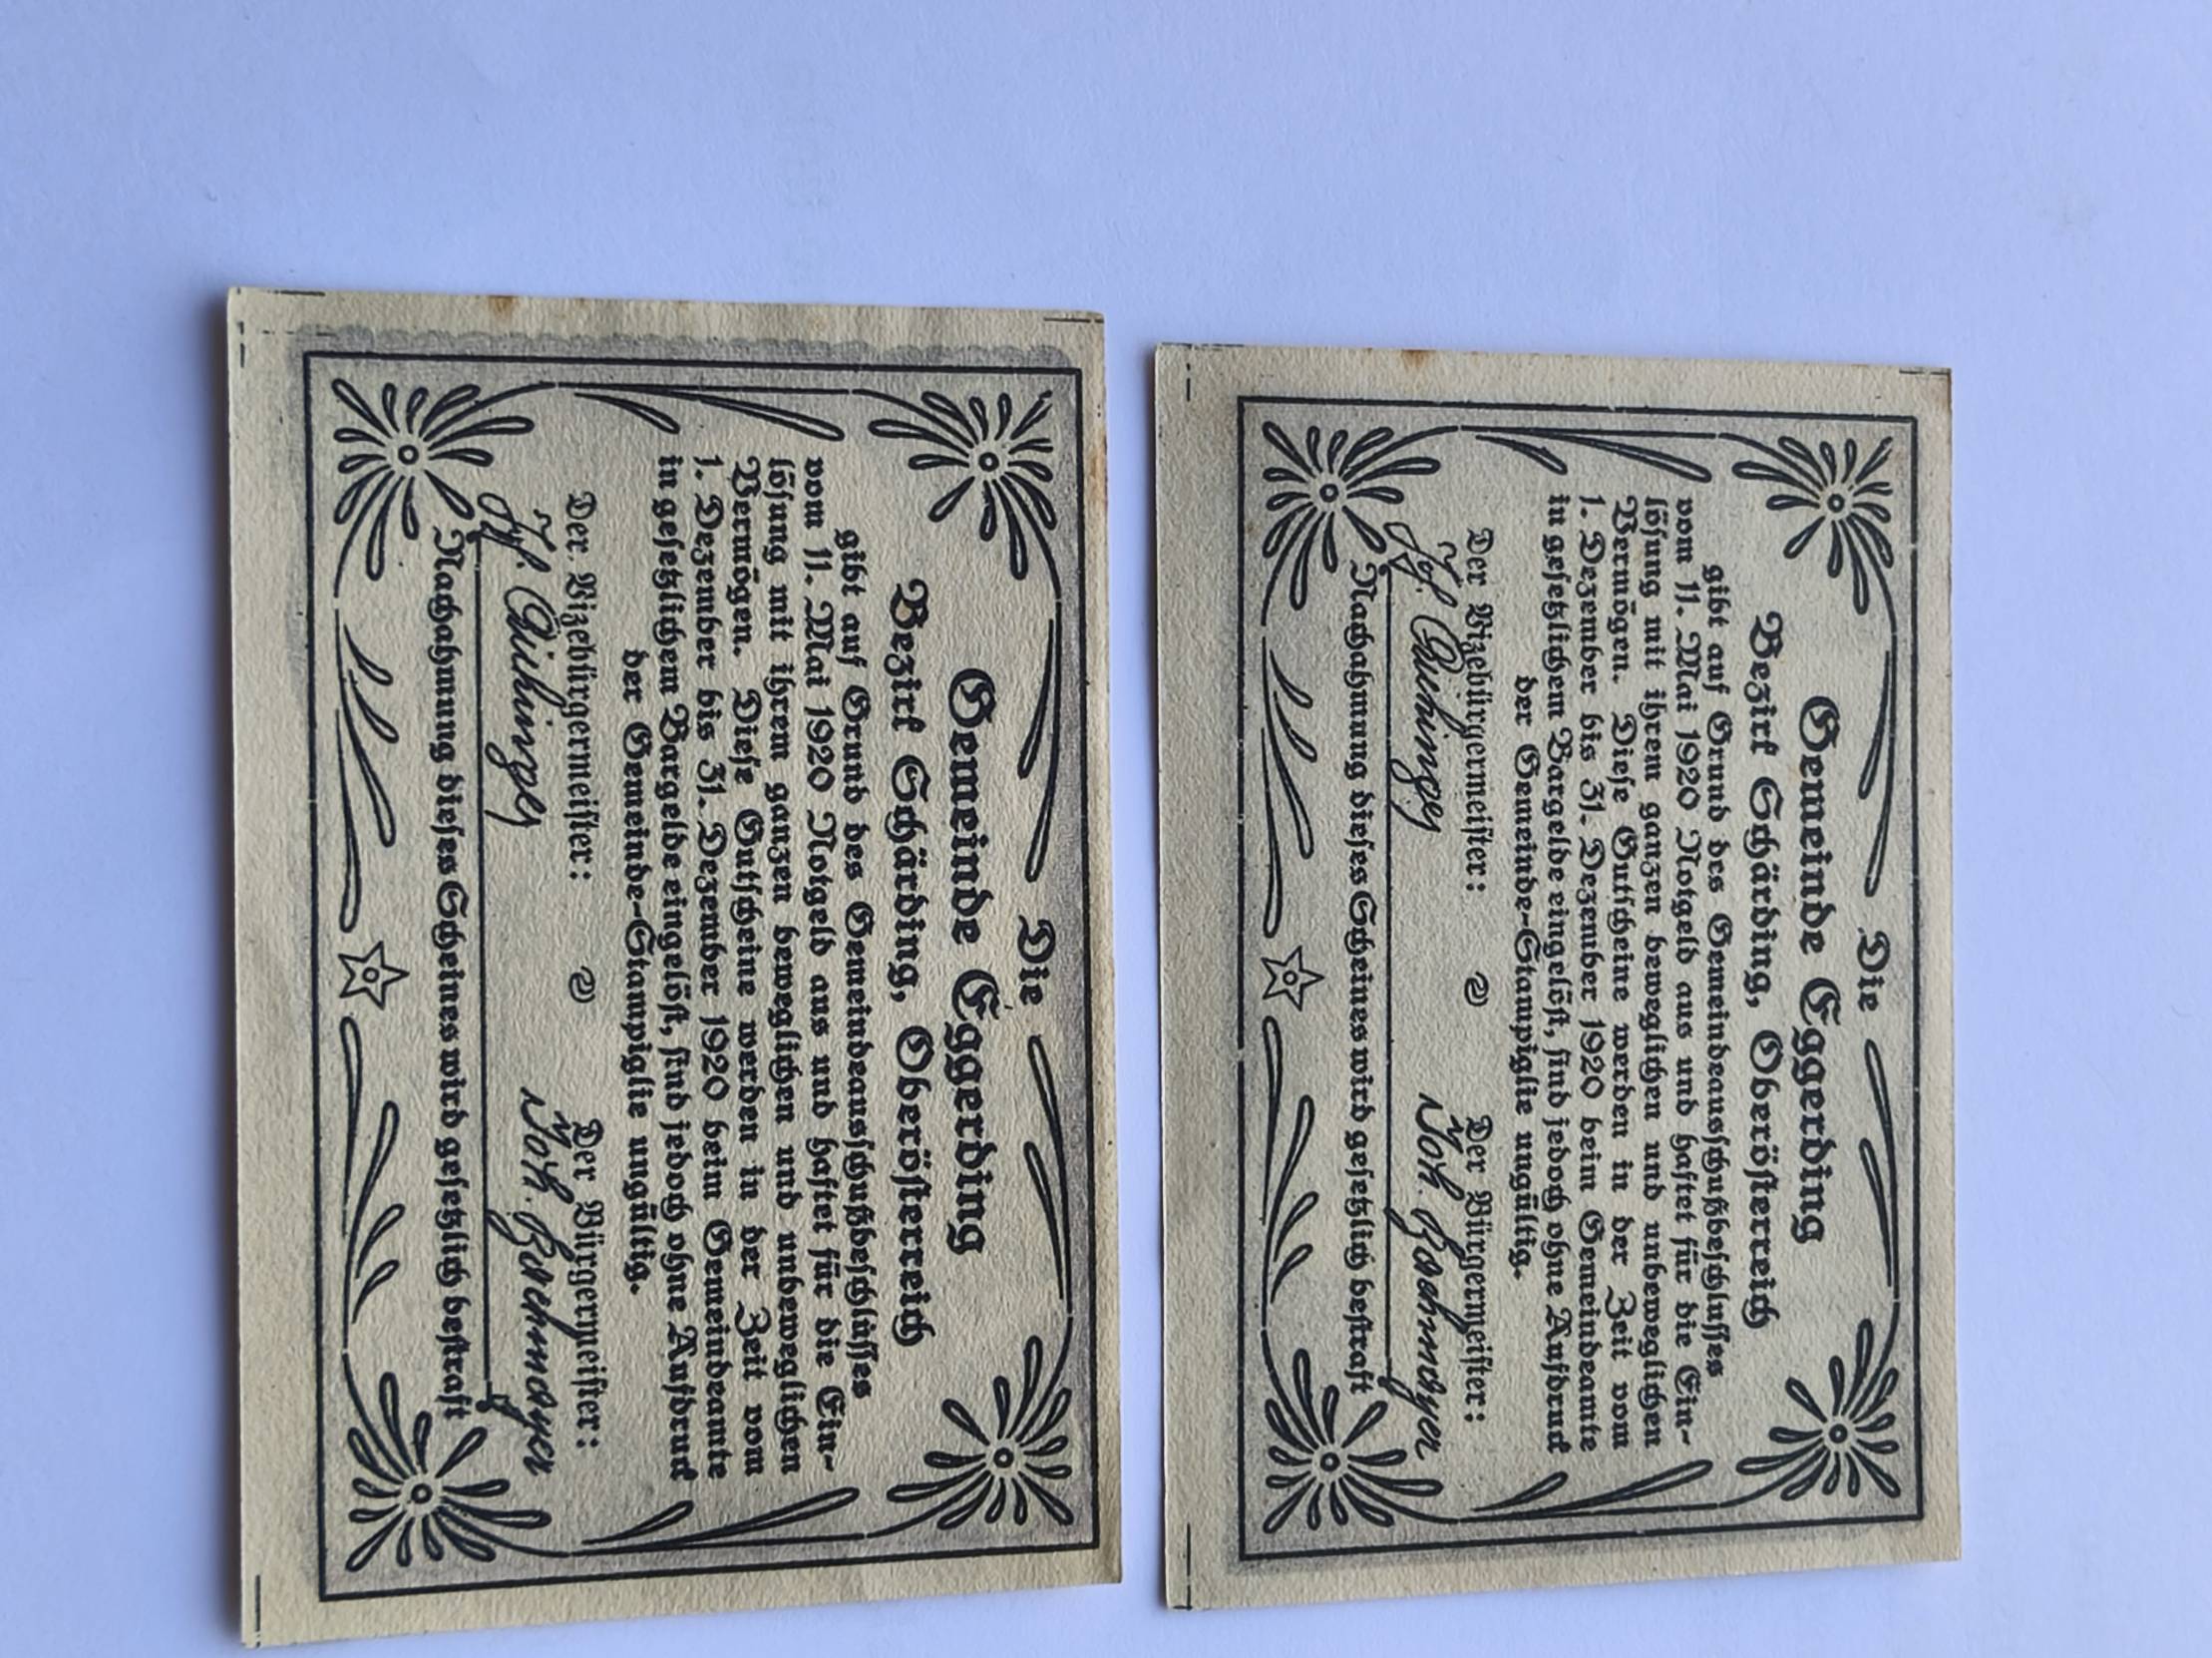 Die
Gemeinde Eggerding
Bezirk Schärding, Oberösterreich
gibt auf Grund des Gemeindeausschußbeschlusses
vom 11. Mai 1920 Notgeld aus und haftet für die Ein-
lösung mit ihrem ganzen beweglichen und unbeweglichen
Vermögen. Diese Gutscheine werden in der Zeit vom
1. Dezember bis 31. Dezember 1920 beim Gemeindeamte
in gesetzlichem Bargelde eingelöst, sind jedoch ohne Aufdruck
der Gemeinde-Stampiglie ungültig.
Der Vizebürgermeister: Der Bürgermeister:
Jos. Joh. Bachmayer
Nachahmung dieses Scheines wird gesetzlich bestraft
Die
Gemeinde Eggerding
Bezirk Schärding, Oberösterreich
gibt auf Grund des Gemeindeausschußbeschlusses
vom 11. Mai 1920 Notgeld aus und haftet für die Ein-
lösung mit ihrem ganzen beweglichen und unbeweglichen
Vermögen. Diese Gutscheine werden in der Zeit vom
1. Dezember bis 31. Dezember 1920 beim Gemeindeamte
in gesetzlichem Bargelde eingelöst, sind jedoch ohne Aufdruck
der Gemeinde-Stampiglie ungültig.
Der Vizebürgermeister: Der Bürgermeister:
Jos. Joh. Bachmayer
Nachahmung dieses Scheines wird gesetzlich bestraft